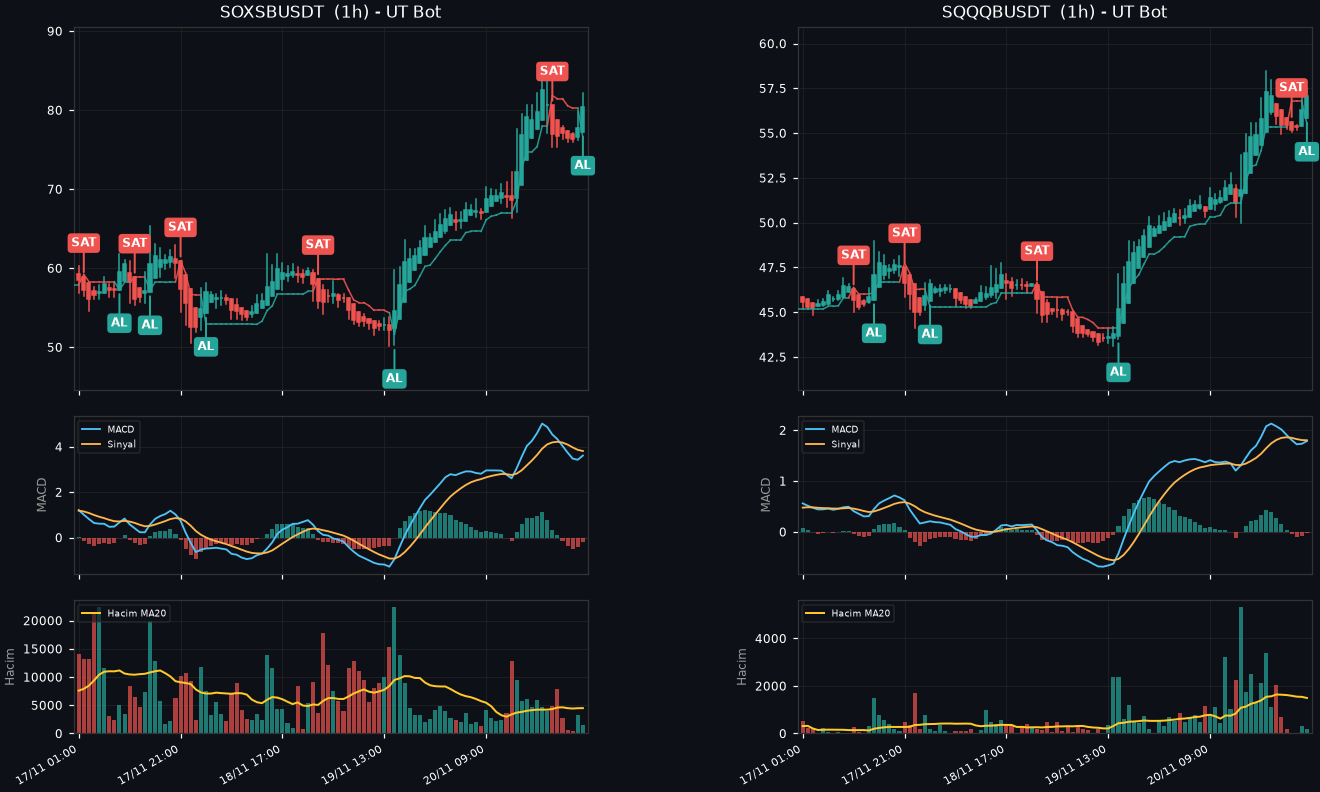 SOXSBUSDT  (1h) - UT Bot
90
80
70
60
50
SAT
SAT
SAT
SAT
SAT
AL
AL
AL
AL
AL
MACD
4
2
0
MACD
Sinyal
Hacim
20000
15000
10000
5000
0
Hacim MA20
17/11 01:00
17/11 21:00
18/11 17:00
19/11 13:00
20/11 09:00
SQQQBUSDT  (1h) - UT Bot
60.0
57.5
55.0
52.5
50.0
47.5
45.0
42.5
SAT
SAT
SAT
SAT
AL
AL
AL
AL
MACD
2
1
0
MACD
Sinyal
Hacim
4000
2000
0
Hacim MA20
17/11 01:00
17/11 21:00
18/11 17:00
19/11 13:00
20/11 09:00